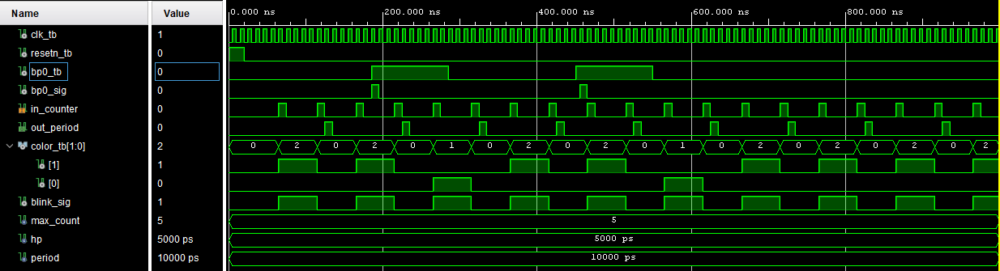 Name Value 0.000 ns 200.000 ns 400.000 ns 600.000 ns 800.000 ns
clk_tb 1
resetn_tb 0
bp0_tb 0
bp0_sig 0
in_counter 0
out_period 0
color_tb[1:0] 2 0 2 0 2 0 1 0 2 0 2 0 1 0 2 0 2 0 2 0 2
[1] 1
[0] 0
blink_sig 1
max_count 5 5
hp 5000 ps 5000 ps
period 10000 ps 10000 ps